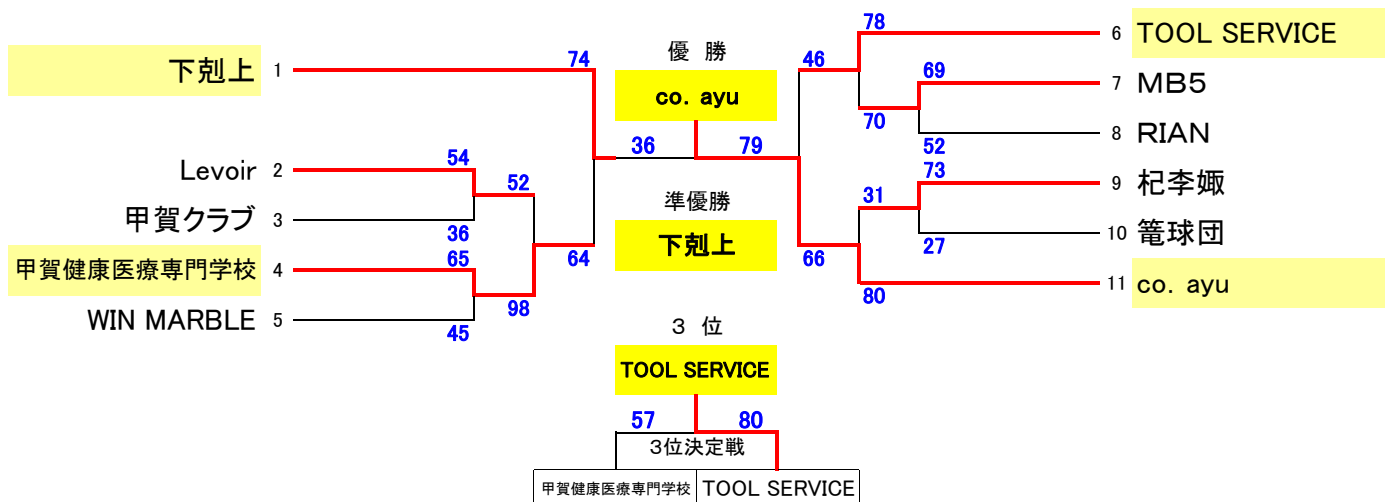 下剋上 1
74
Levoir 2
54
52
甲賀クラブ 3
36
甲賀健康医療専門学校 4
65
64
98
WIN MARBLE 5
45
優 勝
co. ayu
36 79
準優勝
下剋上
78
6 TOOL SERVICE
46
69
7 MB5
70
8 RIAN
52
73
9 杞李娵
31
10 篭球団
27
66
11 co. ayu
80
3 位
TOOL SERVICE
57 80
3位決定戦
甲賀健康医療専門学校 TOOL SERVICE